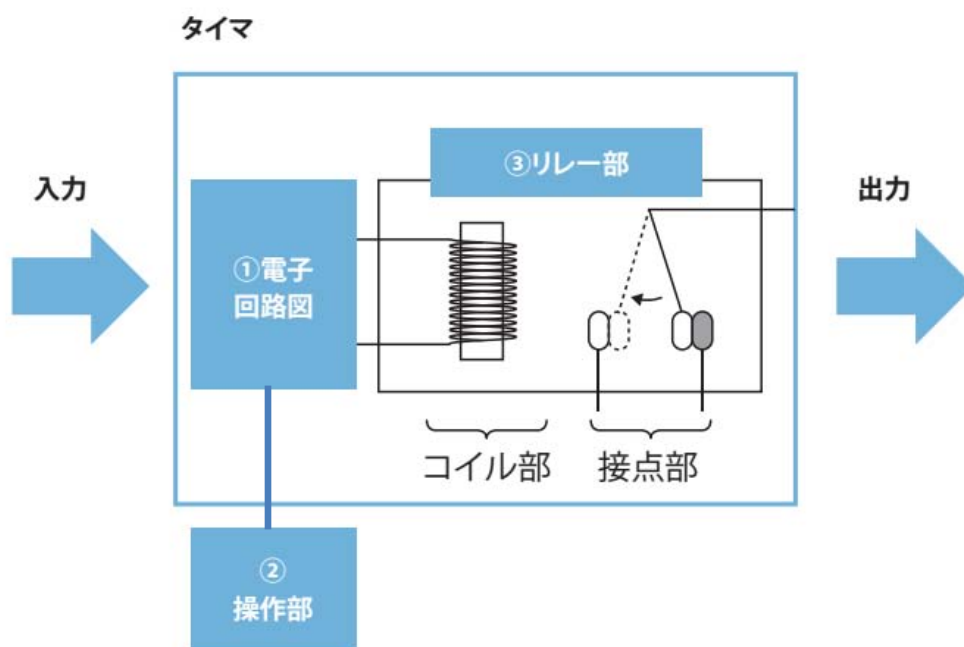 タイマ
③リレー部
入力
出力
①電子
回路図
コイル部
接点部
②
操作部